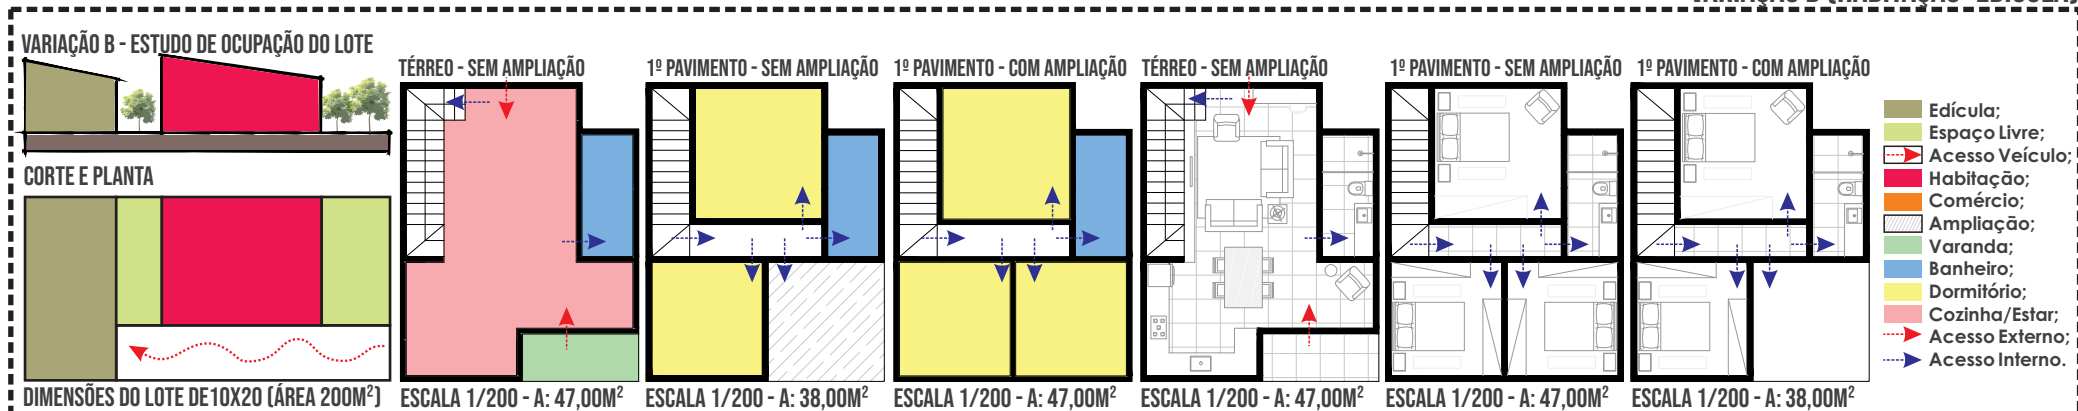 VARIAÇÃO B (HABITAÇÃO+EDÍCULA)
VARIAÇÃO B - ESTUDO DE OCUPAÇÃO DO LOTE
CORTE E PLANTA
DIMENSÕES DO LOTE DE10X20 (ÁREA 200M²)
TÉRREO - SEM AMPLIAÇÃO
ESCALA 1/200 - A: 47,00M²
1º PAVIMENTO - SEM AMPLIAÇÃO
ESCALA 1/200 - A: 38,00M²
1º PAVIMENTO - COM AMPLIAÇÃO
ESCALA 1/200 - A: 47,00M²
TÉRREO - SEM AMPLIAÇÃO
ESCALA 1/200 - A: 47,00M²
1º PAVIMENTO - SEM AMPLIAÇÃO
ESCALA 1/200 - A: 47,00M²
1º PAVIMENTO - COM AMPLIAÇÃO
ESCALA 1/200 - A: 38,00M²
Edícula;
Espaço Livre;
Acesso Veículo;
Habitação;
Comércio;
Ampliação;
Varanda;
Banheiro;
Dormitório;
Cozinha/Estar;
Acesso Externo;
Acesso Interno.